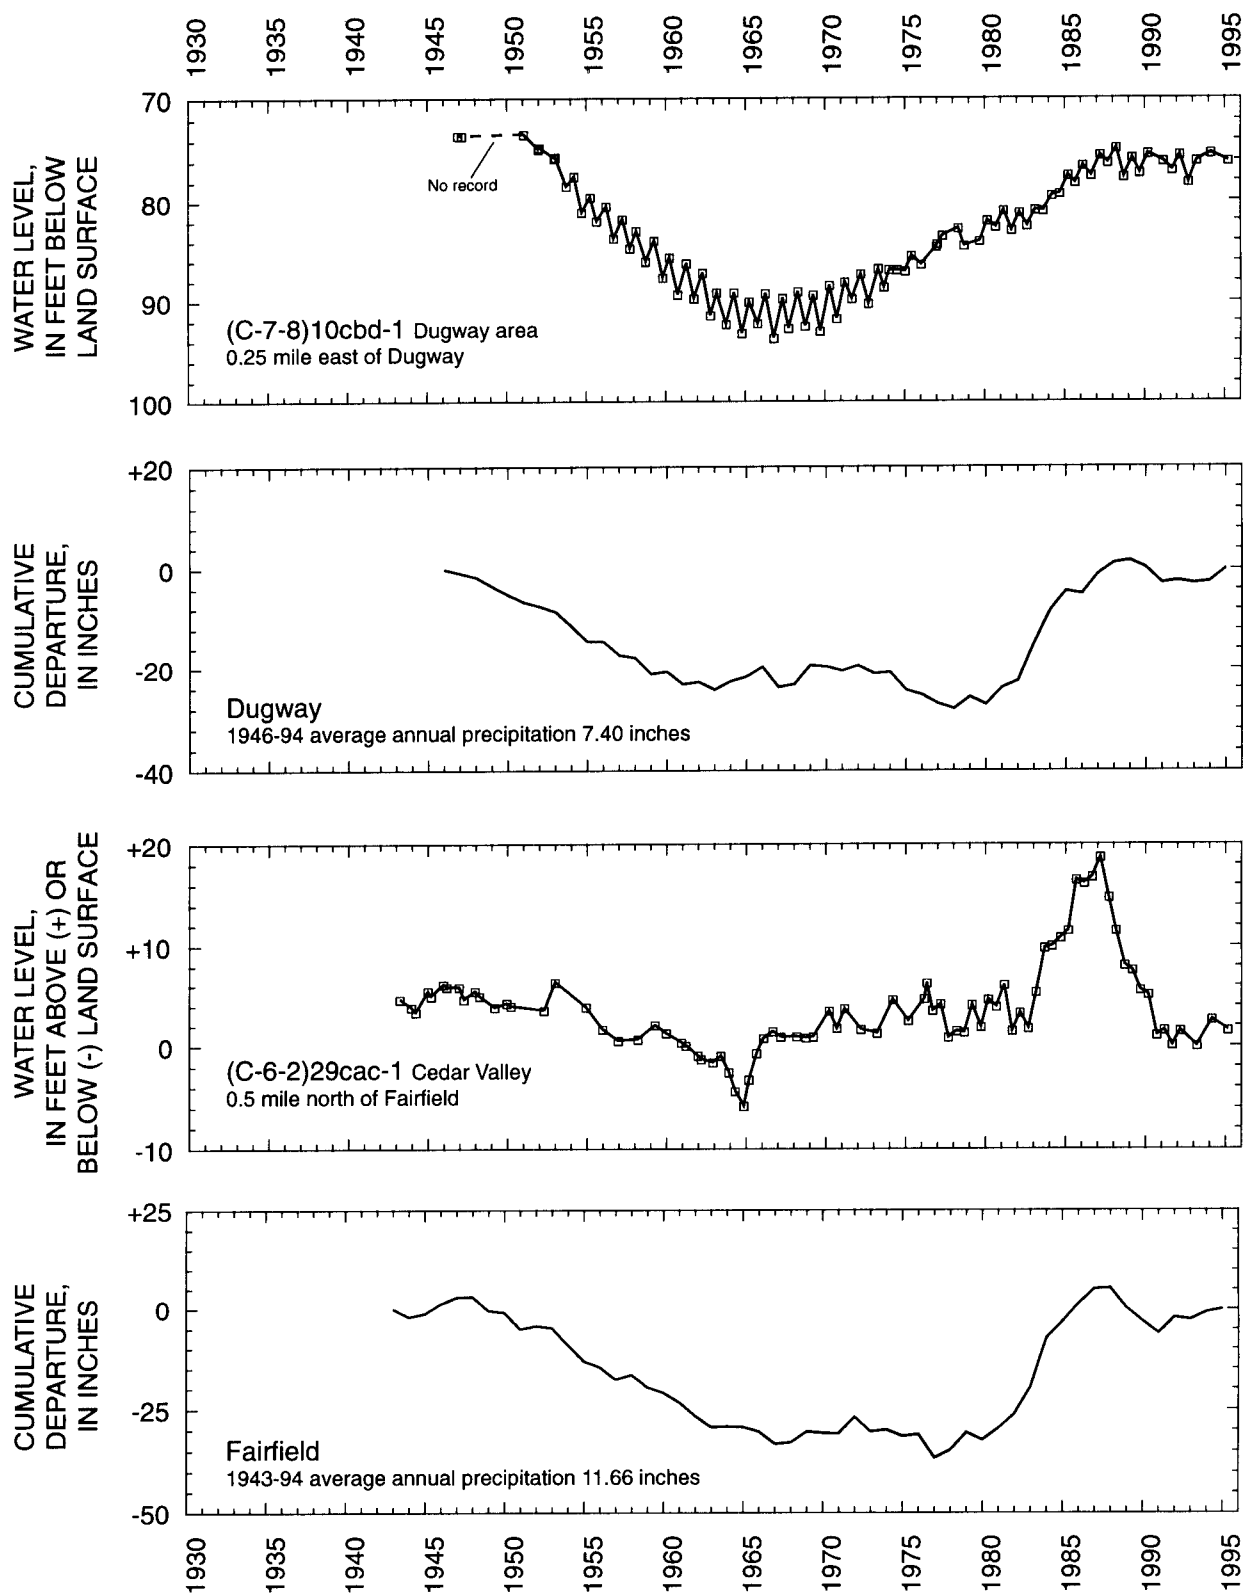 1930 1935 1940 1945 1950 1955 1960 1965 1970 1975 1980 1985 1990 1995
WATER LEVEL,
IN FEET BELOW
LAND SURFACE
70
80
90
100
No record
(C-7-8)10cbd-1 Dugway area
0.25 mile east of Dugway
CUMULATIVE
DEPARTURE,
IN INCHES
+20
0
-20
-40
Dugway
1946-94 average annual precipitation 7.40 inches
WATER LEVEL,
IN FEET ABOVE (+) OR
BELOW (-) LAND SURFACE
+20
+10
0
-10
(C-6-2)29cac-1 Cedar Valley
0.5 mile north of Fairfield
CUMULATIVE
DEPARTURE,
IN INCHES
+25
0
-25
-50
Fairfield
1943-94 average annual precipitation 11.66 inches
1930 1935 1940 1945 1950 1955 1960 1965 1970 1975 1980 1985 1990 1995